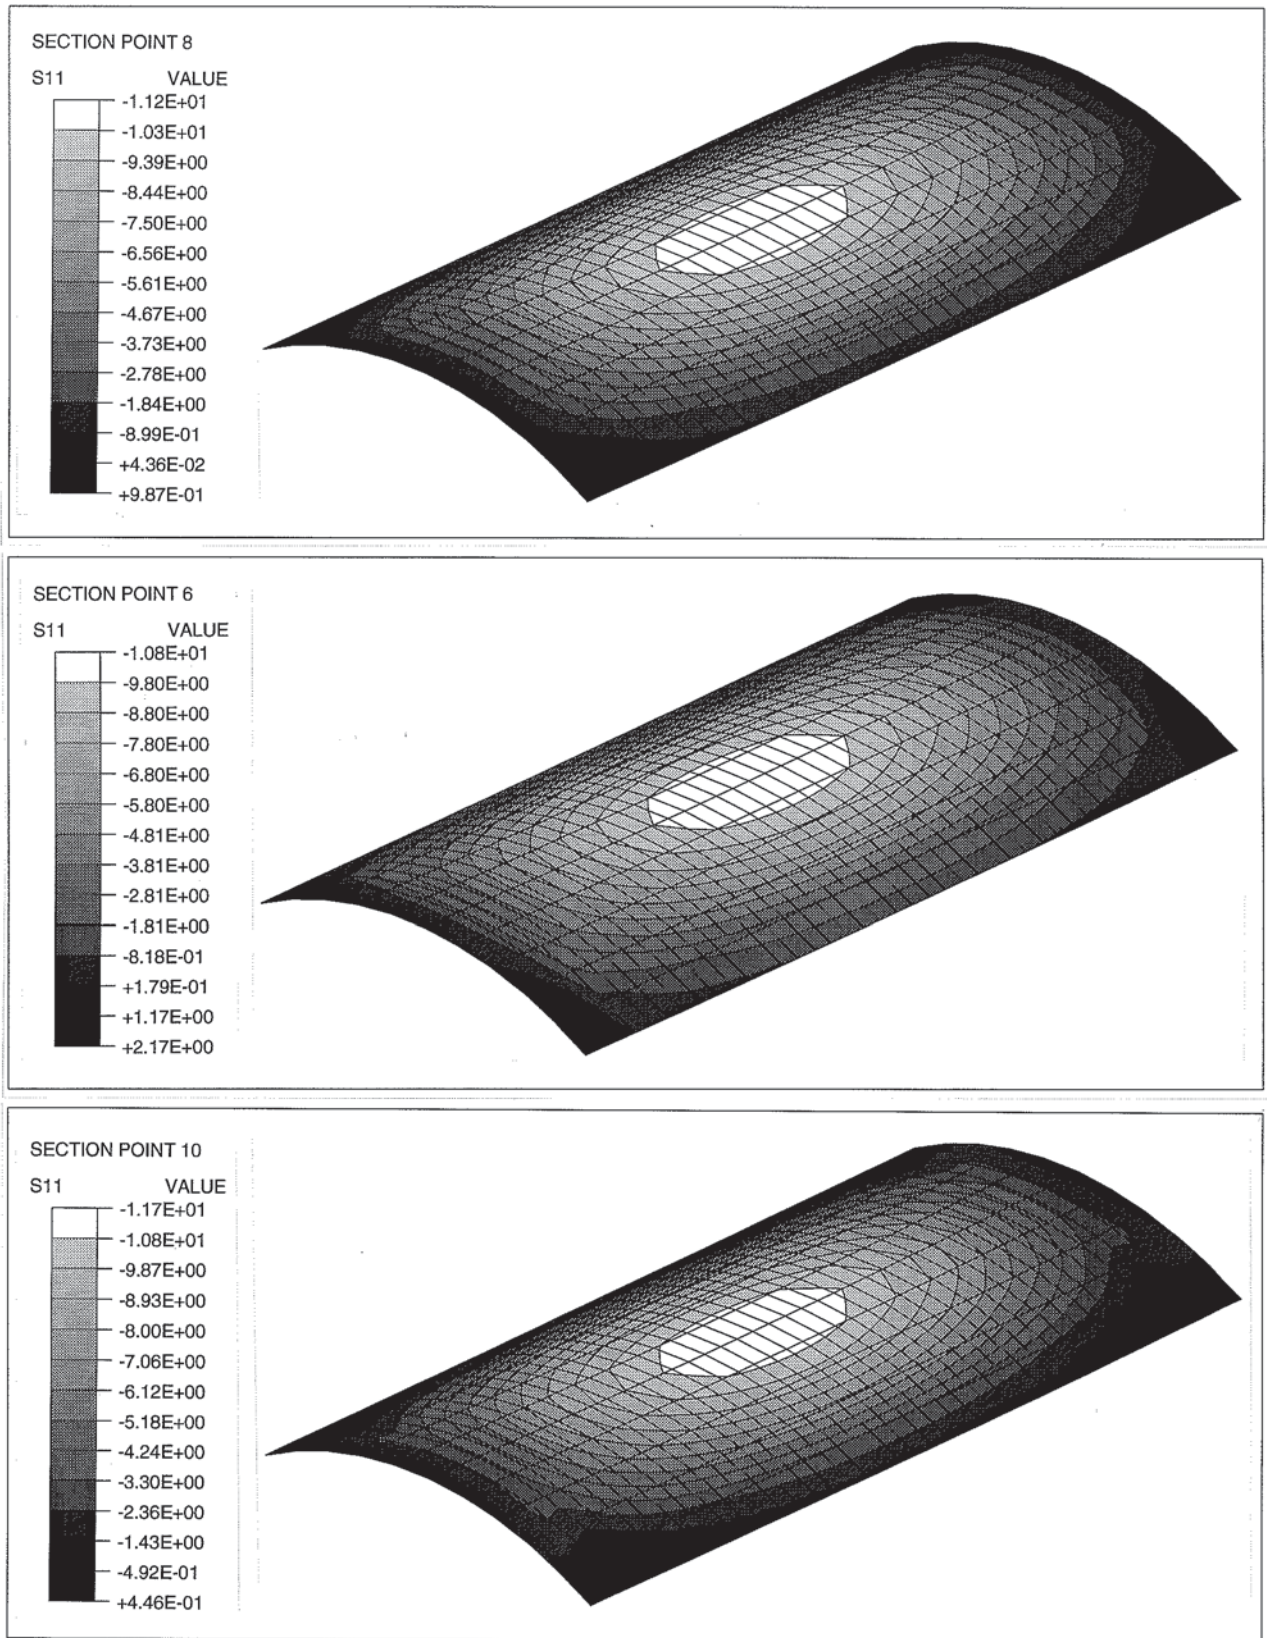 SECTION POINT 8
S11 VALUE
-1.12E+01
-1.03E+01
-9.39E+00
-8.44E+00
-7.50E+00
-6.56E+00
-5.61E+00
-4.67E+00
-3.73E+00
-2.78E+00
-1.84E+00
-8.99E-01
+4.36E-02
+9.87E-01
SECTION POINT 6
S11 VALUE
-1.08E+01
-9.80E+00
-8.80E+00
-7.80E+00
-6.80E+00
-5.80E+00
-4.81E+00
-3.81E+00
-2.81E+00
-1.81E+00
-8.18E-01
+1.79E-01
+1.17E+00
+2.17E+00
SECTION POINT 10
S11 VALUE
-1.17E+01
-1.08E+01
-9.87E+00
-8.93E+00
-8.00E+00
-7.06E+00
-6.12E+00
-5.18E+00
-4.24E+00
-3.30E+00
-2.36E+00
-1.43E+00
-4.92E-01
+4.46E-01